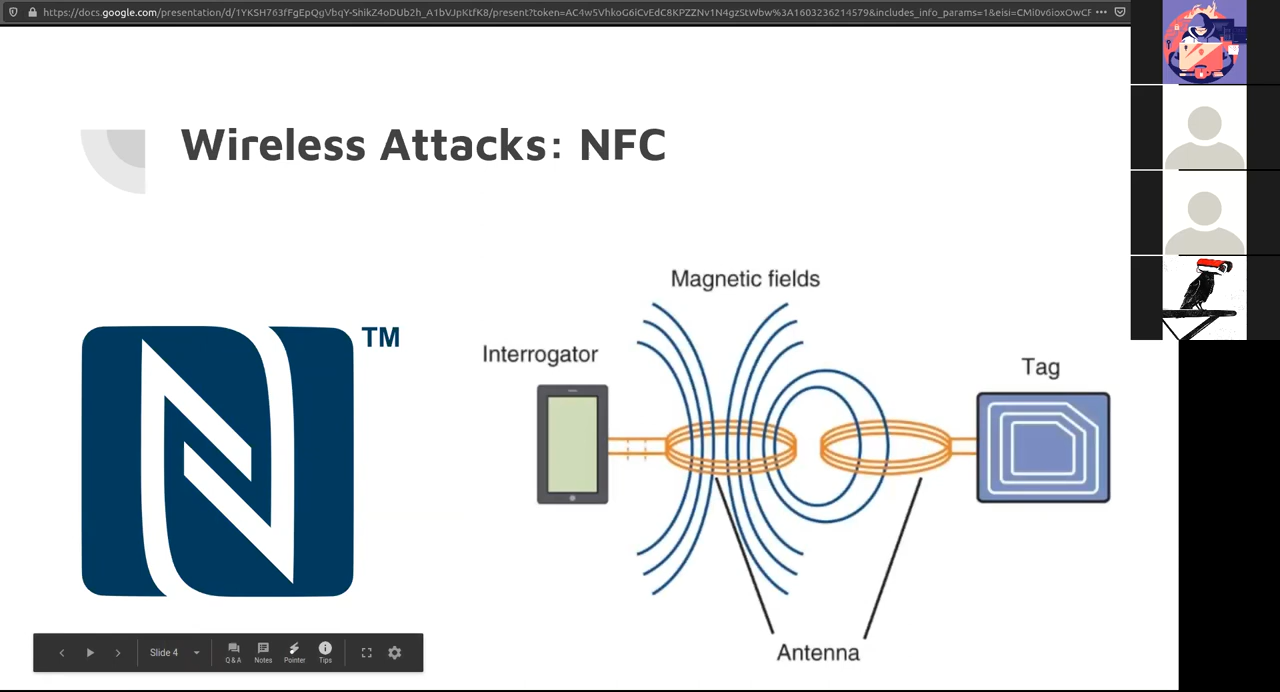 https://docs.google.com/presentation/d/1YKSH763fFgEpQgVbqY-ShikZ4oDUb2h_A1bVJpKtfK8/present?token=AC4w5VhkoG6iCvEdC8KPZZNv1N4gzStWbw%3A1603236214579&includes_info_params=1&eisi=CMi0v6ioxOwCF
Wireless Attacks: NFC
TM
Magnetic fields
Interrogator
Tag
Antenna
Slide 4
Q & A
Notes
Pointer
Tips